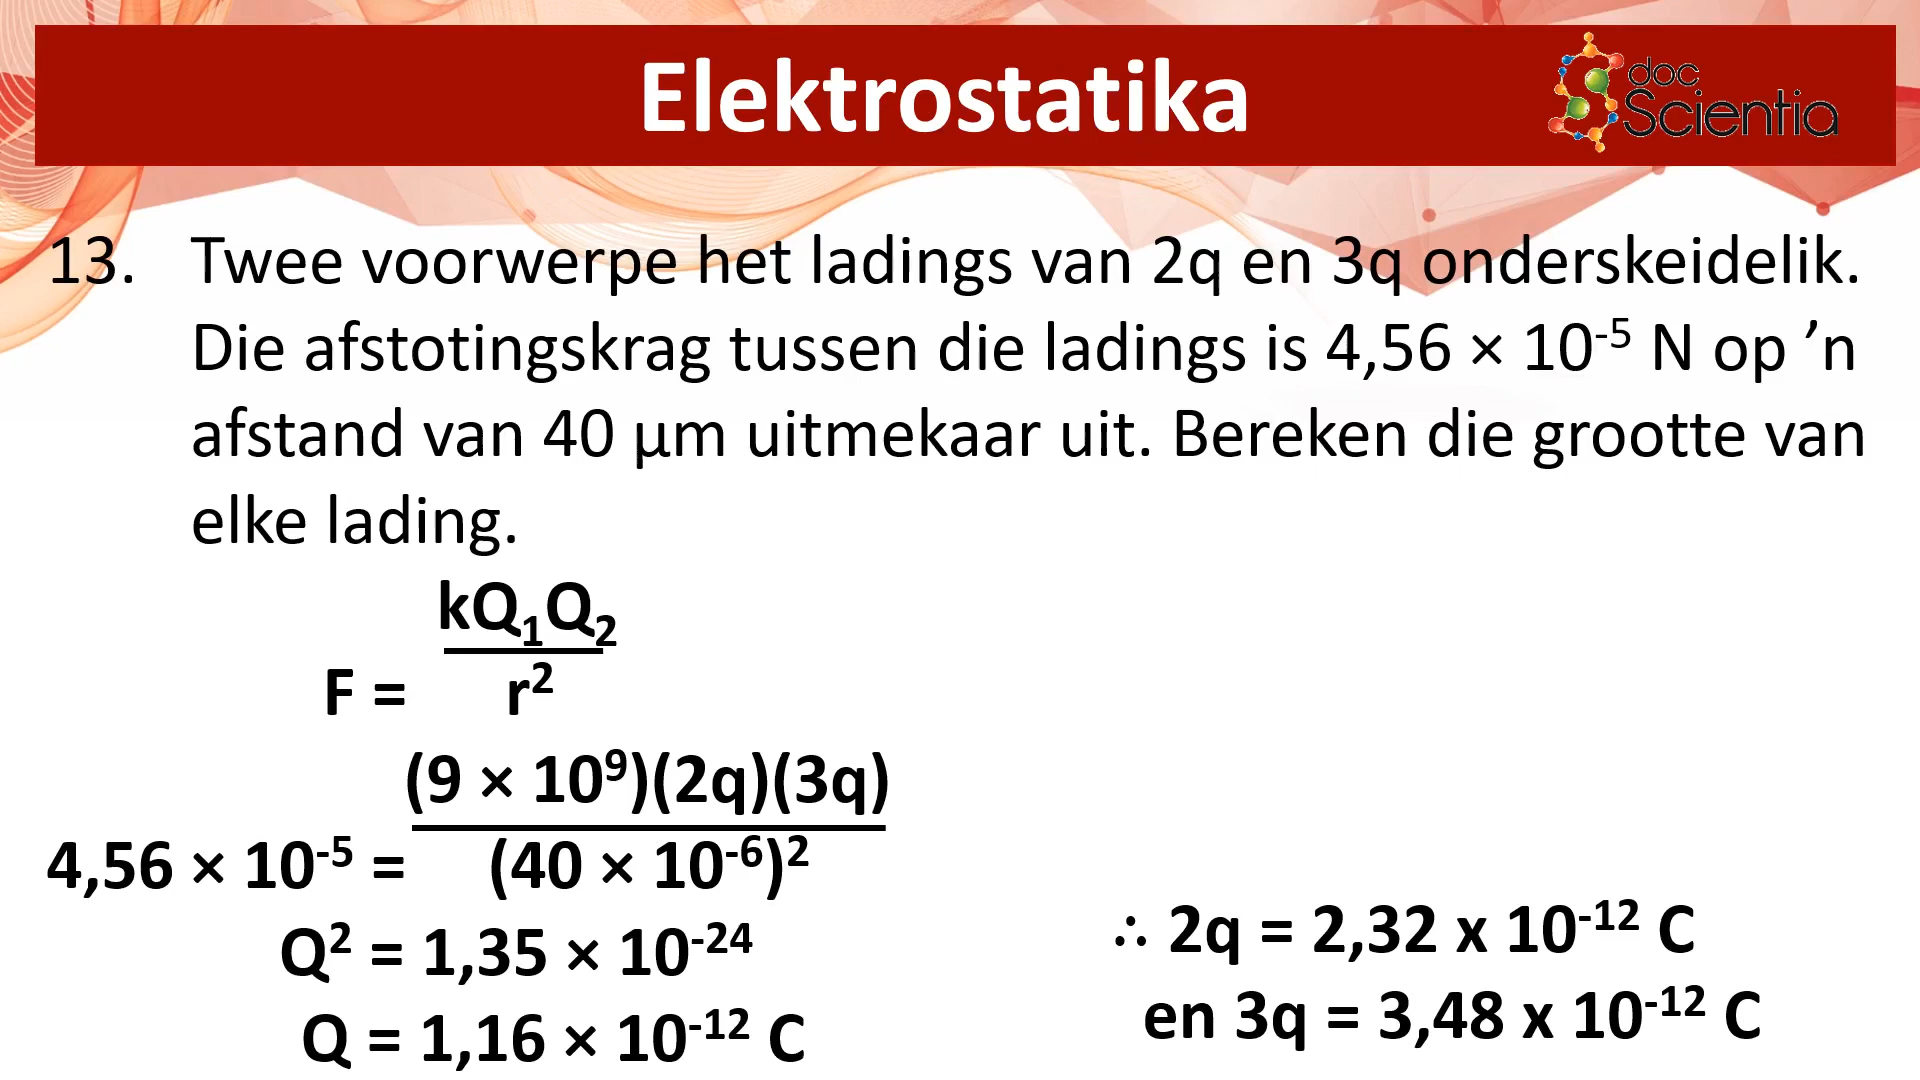 Elektrostatika
doc
Scientia
13. Twee voorwerpe het ladings van 2q en 3q onderskeidelik.
Die afstotingskrag tussen die ladings is 4,56 × 10⁻⁵ N op ’n
afstand van 40 µm uitmekaar uit. Bereken die grootte van
elke lading.
kQ₁Q₂
F = r²
(9 × 10⁹)(2q)(3q)
4,56 × 10⁻⁵ = (40 × 10⁻⁶)²
Q² = 1,35 × 10⁻²⁴
Q = 1,16 × 10⁻¹² C
∴ 2q = 2,32 x 10⁻¹² C
en 3q = 3,48 x 10⁻¹² C